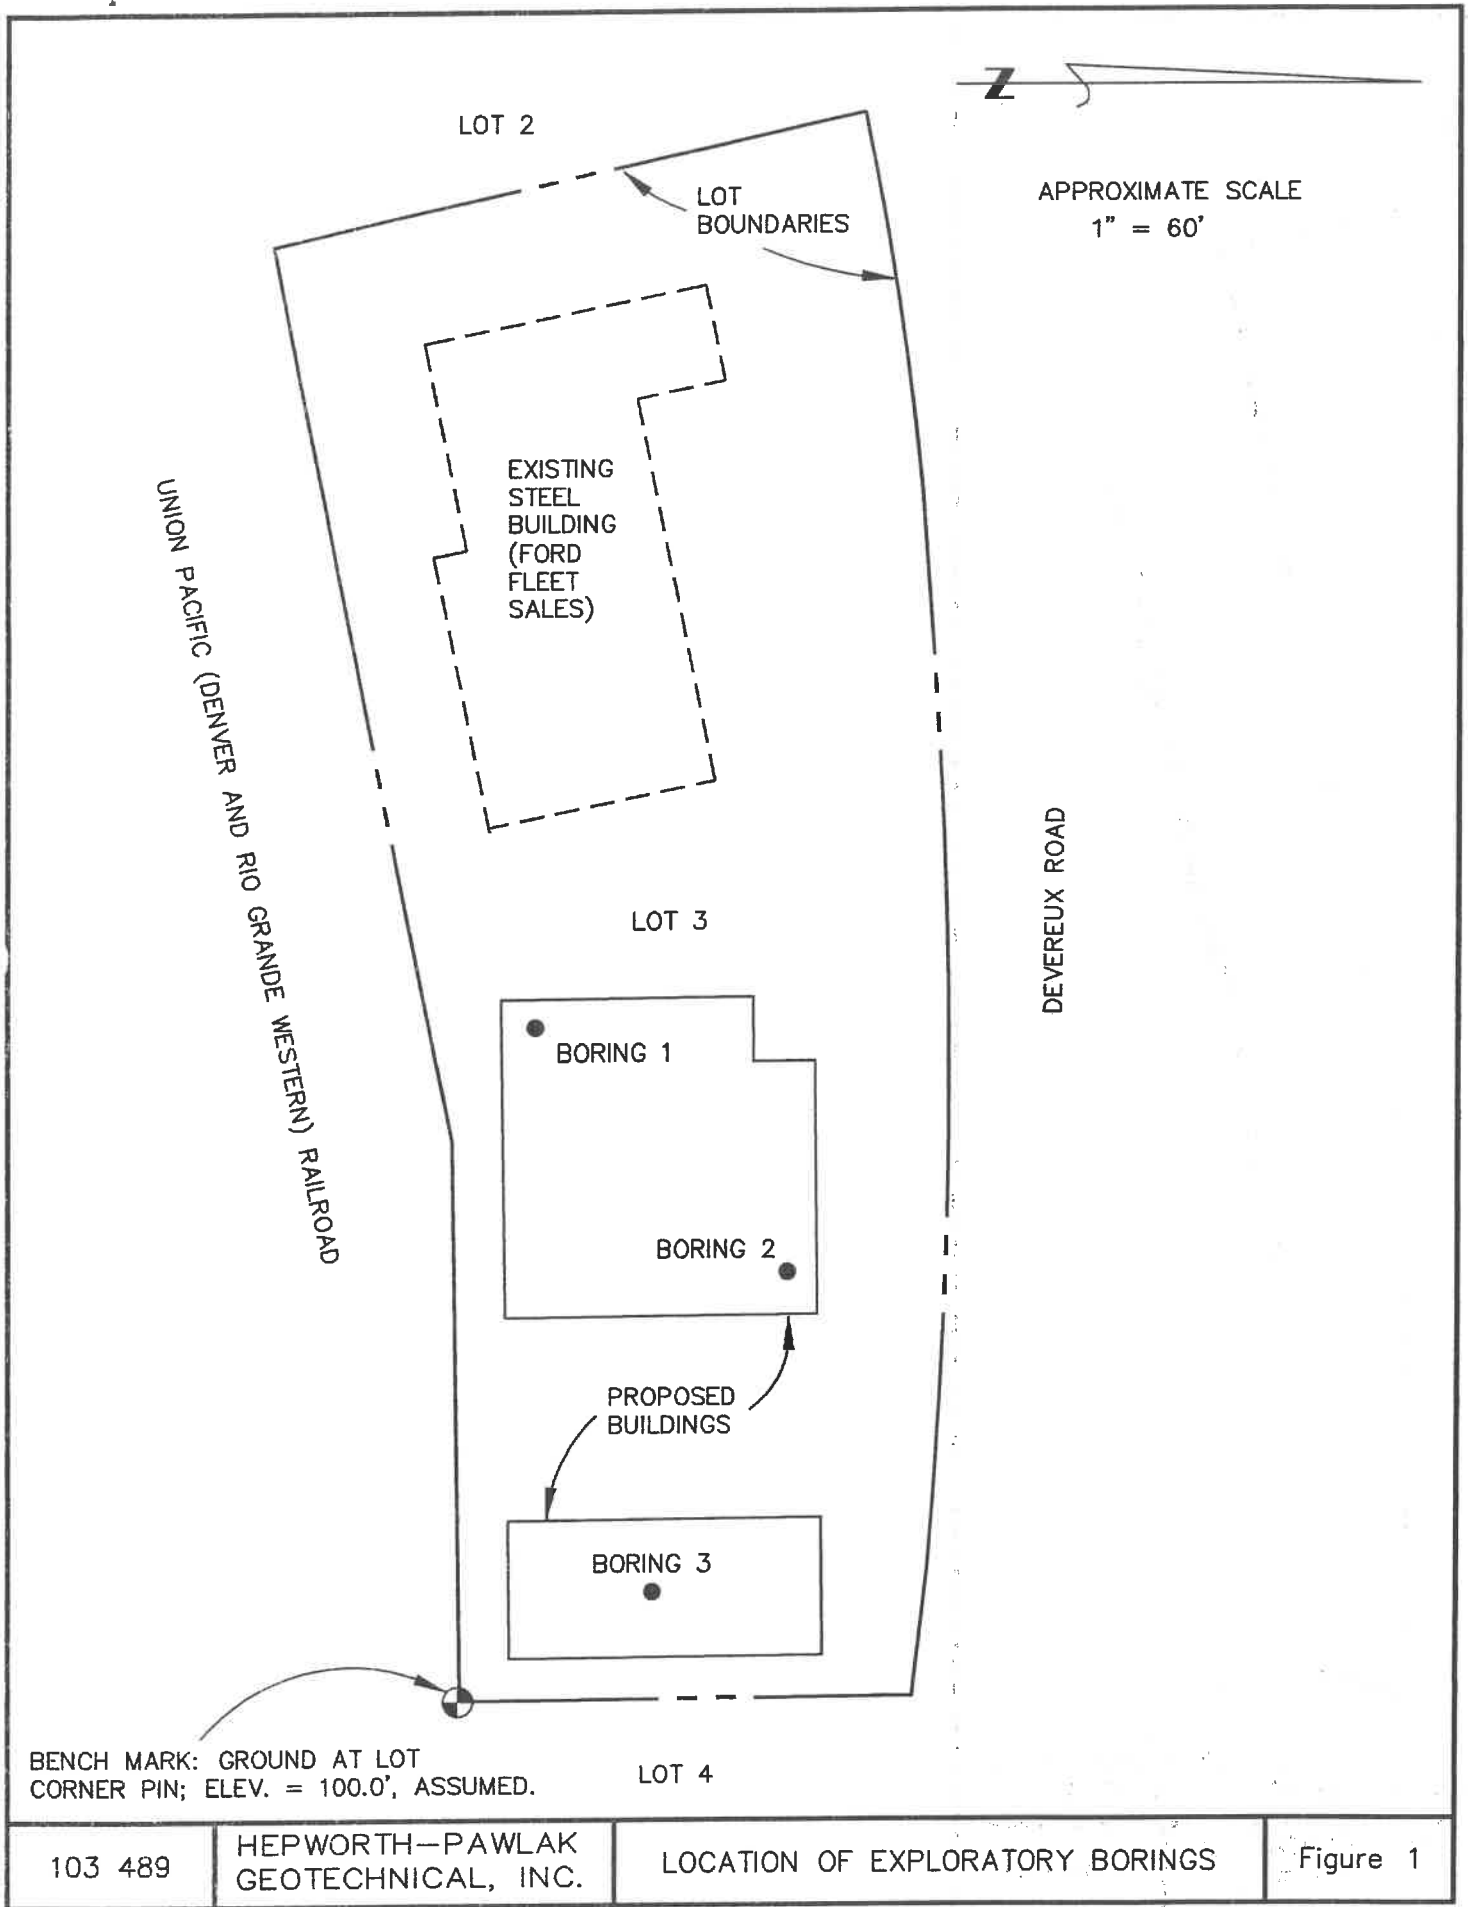 LOT 2
Z
LOT
BOUNDARIES
APPROXIMATE SCALE
1" = 60'
EXISTING
STEEL
BUILDING
(FORD
FLEET
SALES)
UNION PACIFIC (DENVER AND RIO GRANDE WESTERN) RAILROAD
DEVEREUX ROAD
LOT 3
BORING 1
BORING 2
PROPOSED
BUILDINGS
BORING 3
BENCH MARK: GROUND AT LOT
CORNER PIN; ELEV. = 100.0', ASSUMED.
LOT 4
103 489
HEPWORTH-PAWLAK
GEOTECHNICAL, INC.
LOCATION OF EXPLORATORY BORINGS
Figure 1